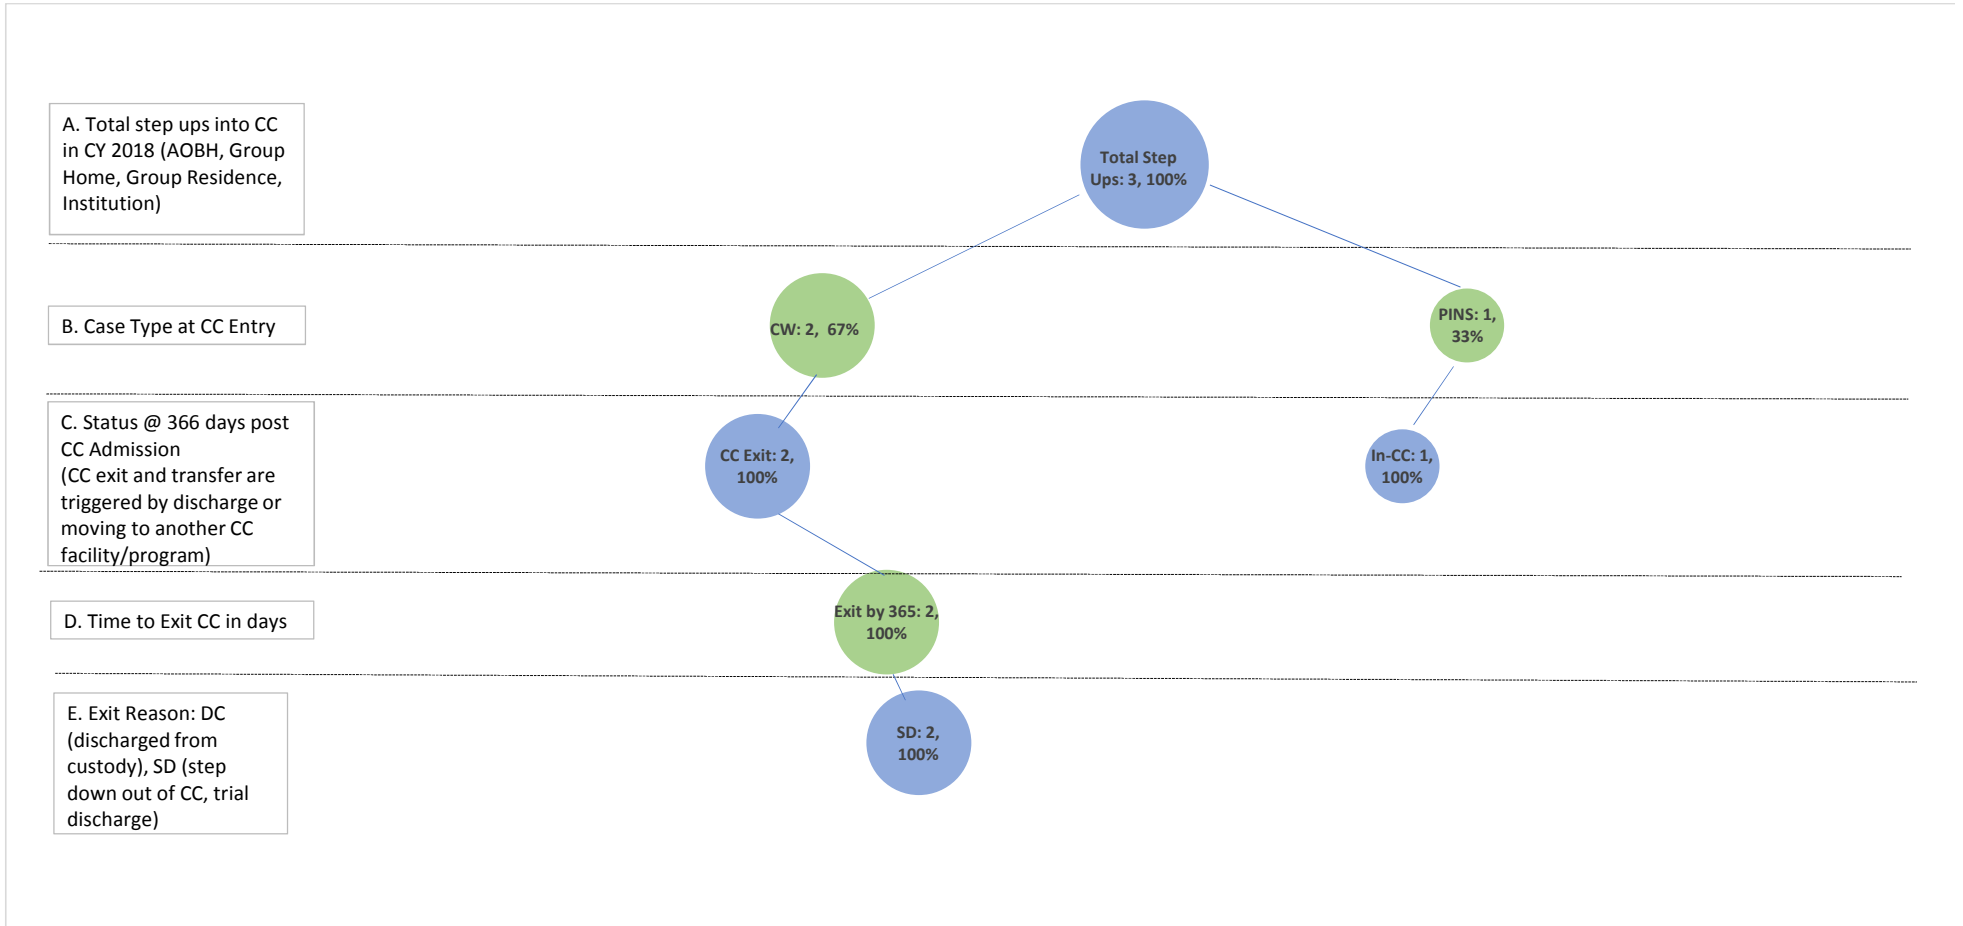 A. Total step ups into CC
in CY 2018 (AOBH, Group
Home, Group Residence,
Institution)
Total Step
Ups: 3, 100%
B. Case Type at CC Entry
CW: 2,  67%
PINS: 1,
33%
C. Status @ 366 days post
CC Admission
(CC exit and transfer are
triggered by discharge or
moving to another CC
facility/program)
CC Exit: 2,
100%
In-CC: 1,
100%
D. Time to Exit CC in days
Exit by 365: 2,
100%
E. Exit Reason: DC
(discharged from
custody), SD (step
down out of CC, trial
discharge)
SD: 2,
100%